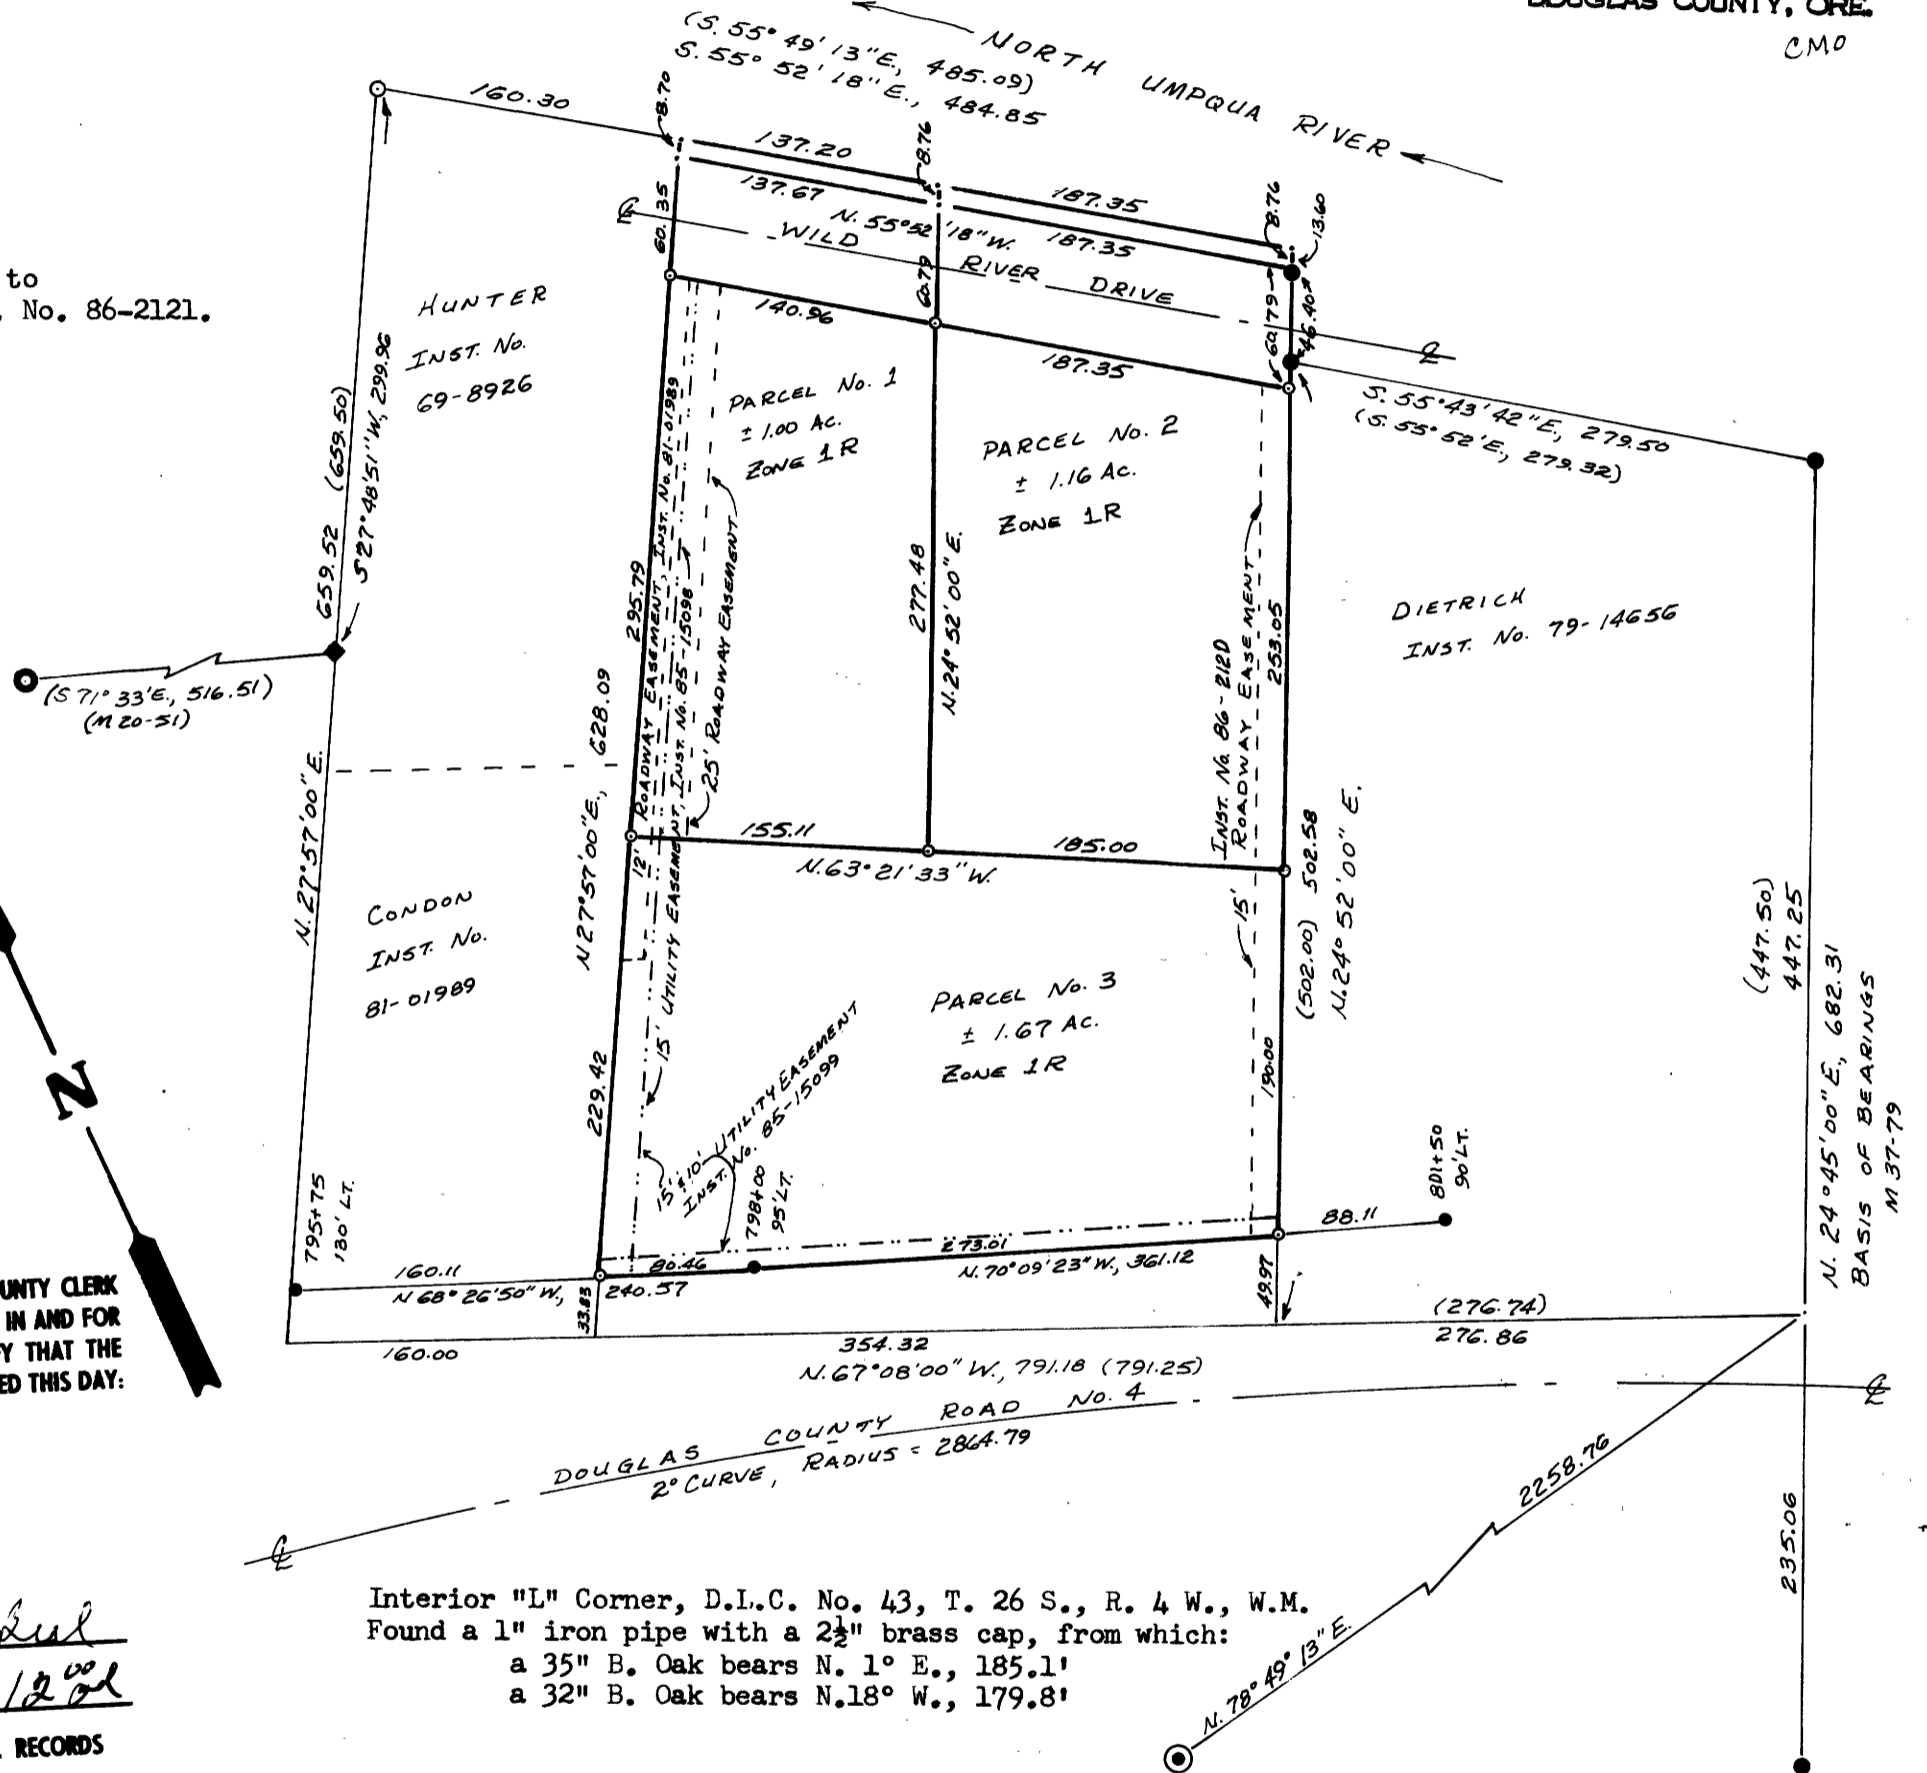 DOUGLAS COUNTY, ORE.
CMO
(S. 55° 49' 13" E., 485.09)
S. 55° 52' 18" E., 484.85
NORTH UMPQUA RIVER
160.30
8.70
137.20
8.76
187.35
8.76
13.60
137.67
N. 55° 52' 18" W.
187.35
60.35
℄
WILD RIVER DRIVE
℄
60.79
60.79
46.40
140.96
187.35
to
No. 86-2121.
HUNTER
INST. No.
69-8926
659.52 (659.50)
S 27° 48' 51" W, 299.96
PARCEL No. 1
± 1.00 Ac.
ZONE 1R
PARCEL No. 2
± 1.16 Ac.
ZONE 1R
S. 55° 43' 42" E., 279.50
(S. 55° 52' E., 279.32)
295.79
12' ROADWAY EASEMENT, INST. No. 81-01989
15' UTILITY EASEMENT, INST. No. 85-15098
25' ROADWAY EASEMENT
277.48
N. 24° 52' 00" E.
INST. No. 86-212D
15' ROADWAY EASEMENT
253.05
DIETRICH
INST. No. 79-14656
(S 71° 33' E., 516.51)
(M 20-51)
N. 27° 57' 00" E.
N 27° 57' 00" E., 628.09
155.11
185.00
N. 63° 21' 33" W.
(502.00) 502.58
N. 24° 52' 00" E.
CONDON
INST. No.
81-01989
PARCEL No. 3
± 1.67 Ac.
ZONE 1R
(447.50)
447.25
N. 24° 45' 00" E., 682.31
BASIS OF BEARINGS
M 37-79
N
229.42
190.00
15' & 10' UTILITY EASEMENT
INST. No. 85-15099
798+00
95' LT.
801+50
90' LT.
795+75
180' LT.
88.11
160.11
N 68° 26' 50" W, 240.57
80.46
273.01
N. 70° 09' 23" W, 361.12
33.83
49.97
(276.74)
276.86
160.00
354.32
N. 67° 08' 00" W., 791.18 (791.25)
DOUGLAS COUNTY ROAD No. 4
2° CURVE, RADIUS = 2864.79
℄
℄
UNTY CLERK
IN AND FOR
Y THAT THE
ED THIS DAY:
2258.76
N. 78° 49° 13" E.
235.06
Interior "L" Corner, D.L.C. No. 43, T. 26 S., R. 4 W., W.M.
Found a 1" iron pipe with a 2½" brass cap, from which:
a 35" B. Oak bears N. 1° E., 185.1'
a 32" B. Oak bears N.18° W., 179.8'
RECORDS